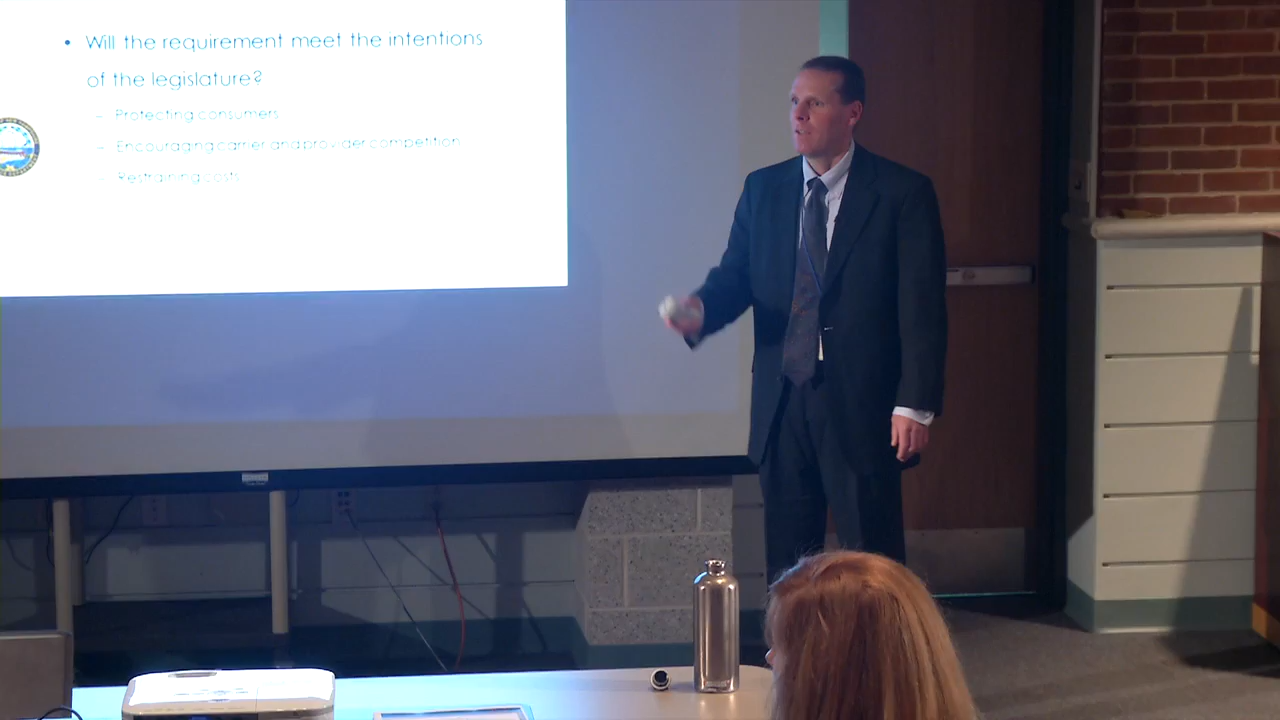 • Will the requirement meet the intentions
of the legislature?
– Protecting consumers
– Encouraging carrier and provider competition
– Restraining costs